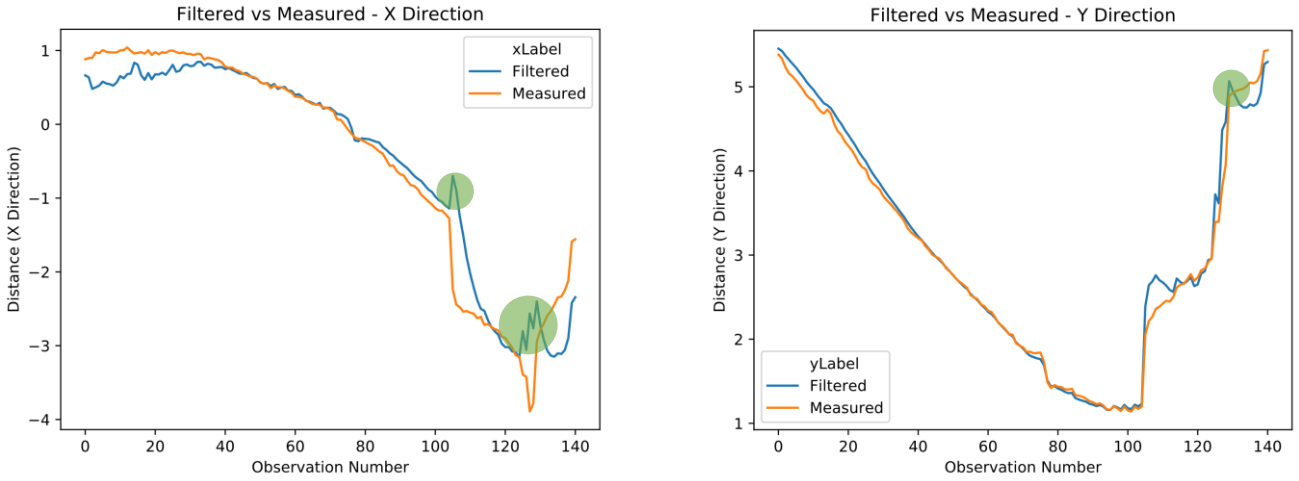 Filtered vs Measured - X Direction
1
0
−1
−2
−3
−4
Distance (X Direction)
xLabel
Filtered
Measured
0
20
40
60
80
100
120
140
Observation Number
Filtered vs Measured - Y Direction
5
4
3
2
1
Distance (Y Direction)
yLabel
Filtered
Measured
0
20
40
60
80
100
120
140
Observation Number